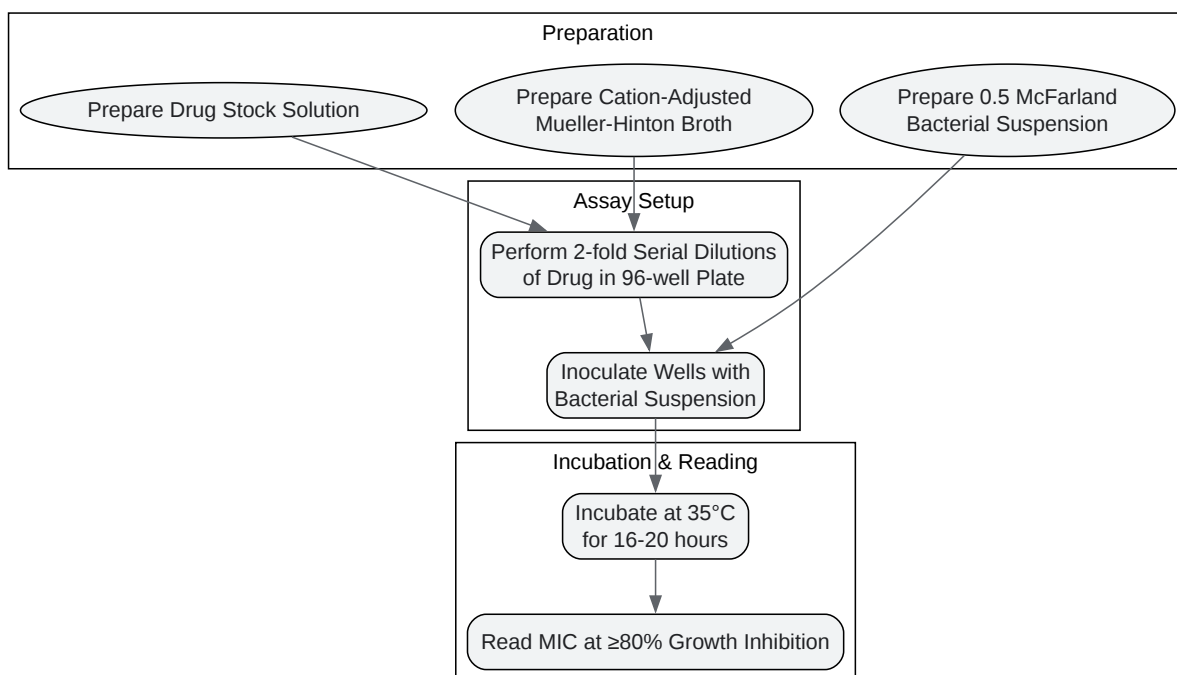 Preparation
Prepare Drug Stock Solution
Prepare Cation-Adjusted
Mueller-Hinton Broth
Prepare 0.5 McFarland
Bacterial Suspension
Assay Setup
Perform 2-fold Serial Dilutions
of Drug in 96-well Plate
Inoculate Wells with
Bacterial Suspension
Incubation & Reading
Incubate at 35°C
for 16-20 hours
Read MIC at ≥80% Growth Inhibition